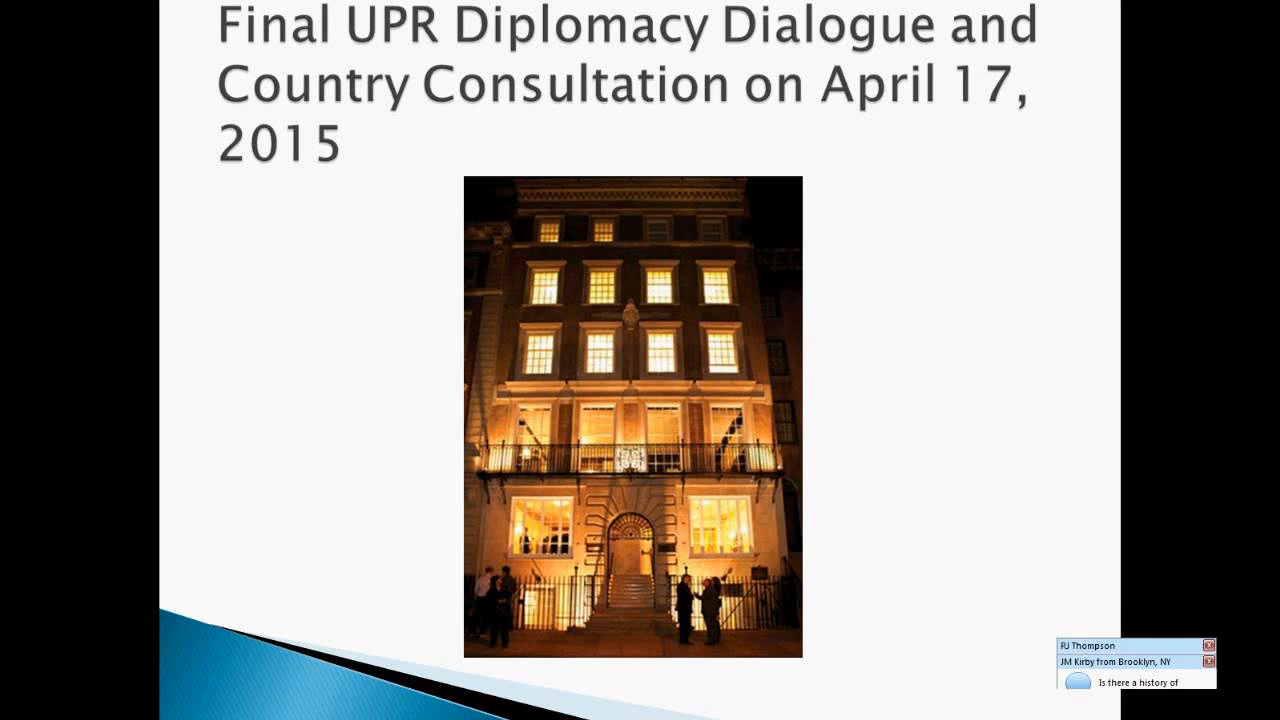 Final UPR Diplomacy Dialogue and
Country Consultation on April 17,
2015
PJ Thompson
JM Kirby from Brooklyn, NY
Is there a history of